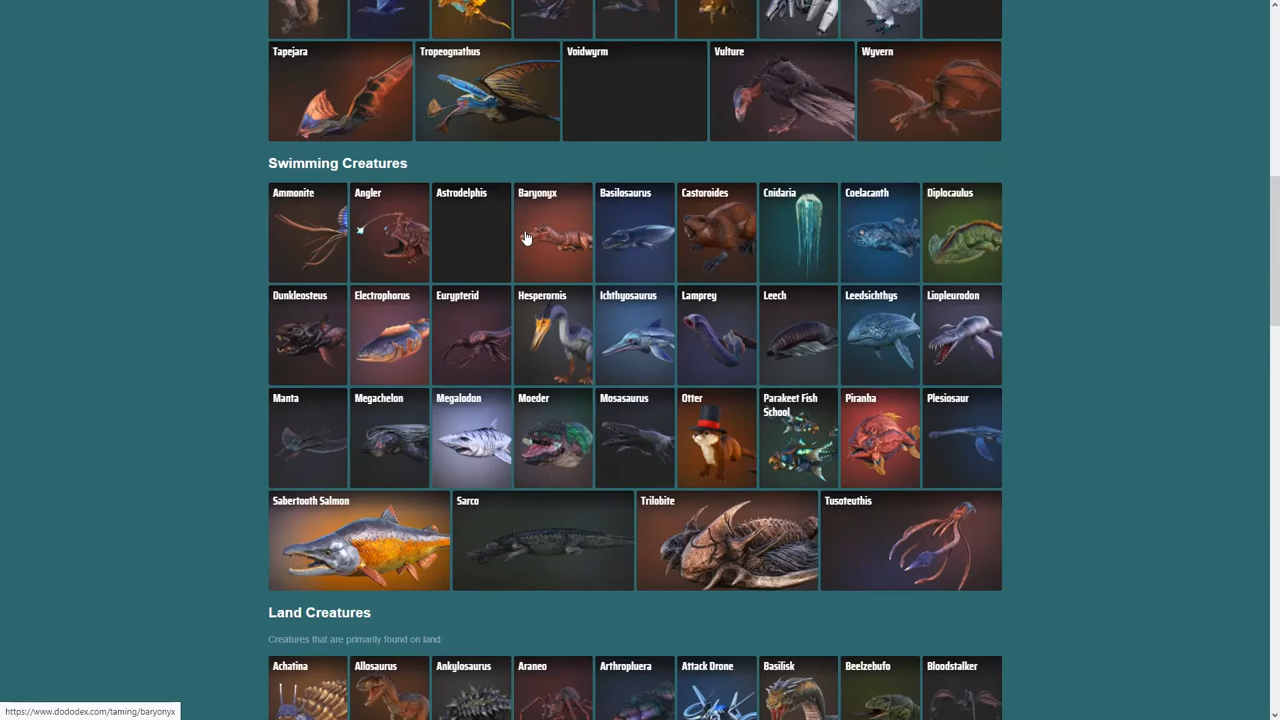 Tapejara
Tropeognathus
Voidwyrm
Vulture
Wyvern
Swimming Creatures
Ammonite
Angler
Astrodelphis
Baryonyx
Basilosaurus
Castoroides
Cnidaria
Coelacanth
Diplocaulus
Dunkleosteus
Electrophorus
Eurypterid
Hesperornis
Ichthyosaurus
Lamprey
Leech
Leedsichthys
Liopleurodon
Manta
Megachelon
Megalodon
Moeder
Mosasaurus
Otter
Parakeet Fish
School
Piranha
Plesiosaur
Sabertooth Salmon
Sarco
Trilobite
Tusoteuthis
Land Creatures
Creatures that are primarily found on land.
Achatina
Allosaurus
Ankylosaurus
Araneo
Arthropluera
Attack Drone
Basilisk
Beelzebufo
Bloodstalker
https://www.dododex.com/taming/baryonyx